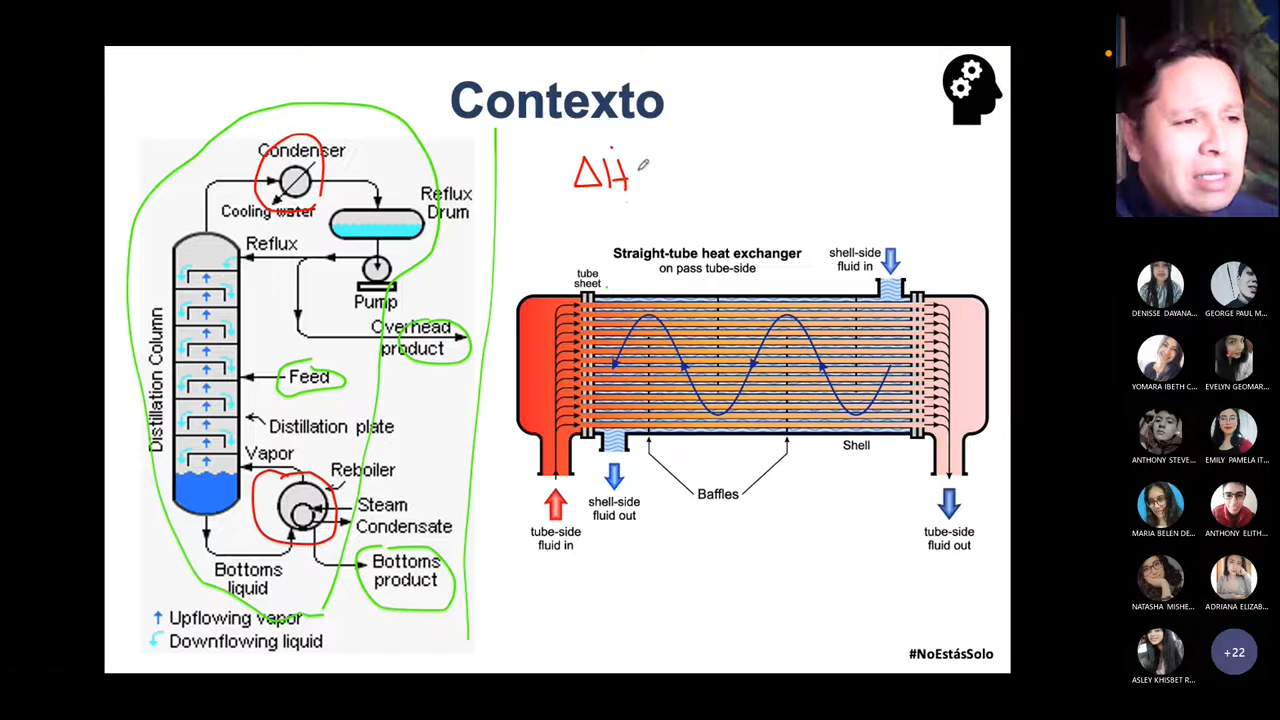 Contexto
ΔḢ
Condenser
Cooling water
Reflux
Drum
Reflux
Pump
Overhead
product
Feed
Distillation Column
Distillation plate
Vapor
Reboiler
Steam
Condensate
Bottoms
product
Bottoms
liquid
Upflowing vapor
Downflowing liquid
Straight-tube heat exchanger
on pass tube-side
tube
sheet
shell-side
fluid in
Shell
Baffles
shell-side
fluid out
tube-side
fluid in
tube-side
fluid out
#NoEstásSolo
DENISSE DAYANA...
GEORGE PAUL M...
YOMARA IBETH C...
EVELYN GEOMAR...
ANTHONY STEVE...
EMILY PAMELA IT...
MARIA BELEN DE...
ANTHONY ELITH...
NATASHA MISHE...
ADRIANA ELIZAB...
ASLEY KHISBET R...
+22